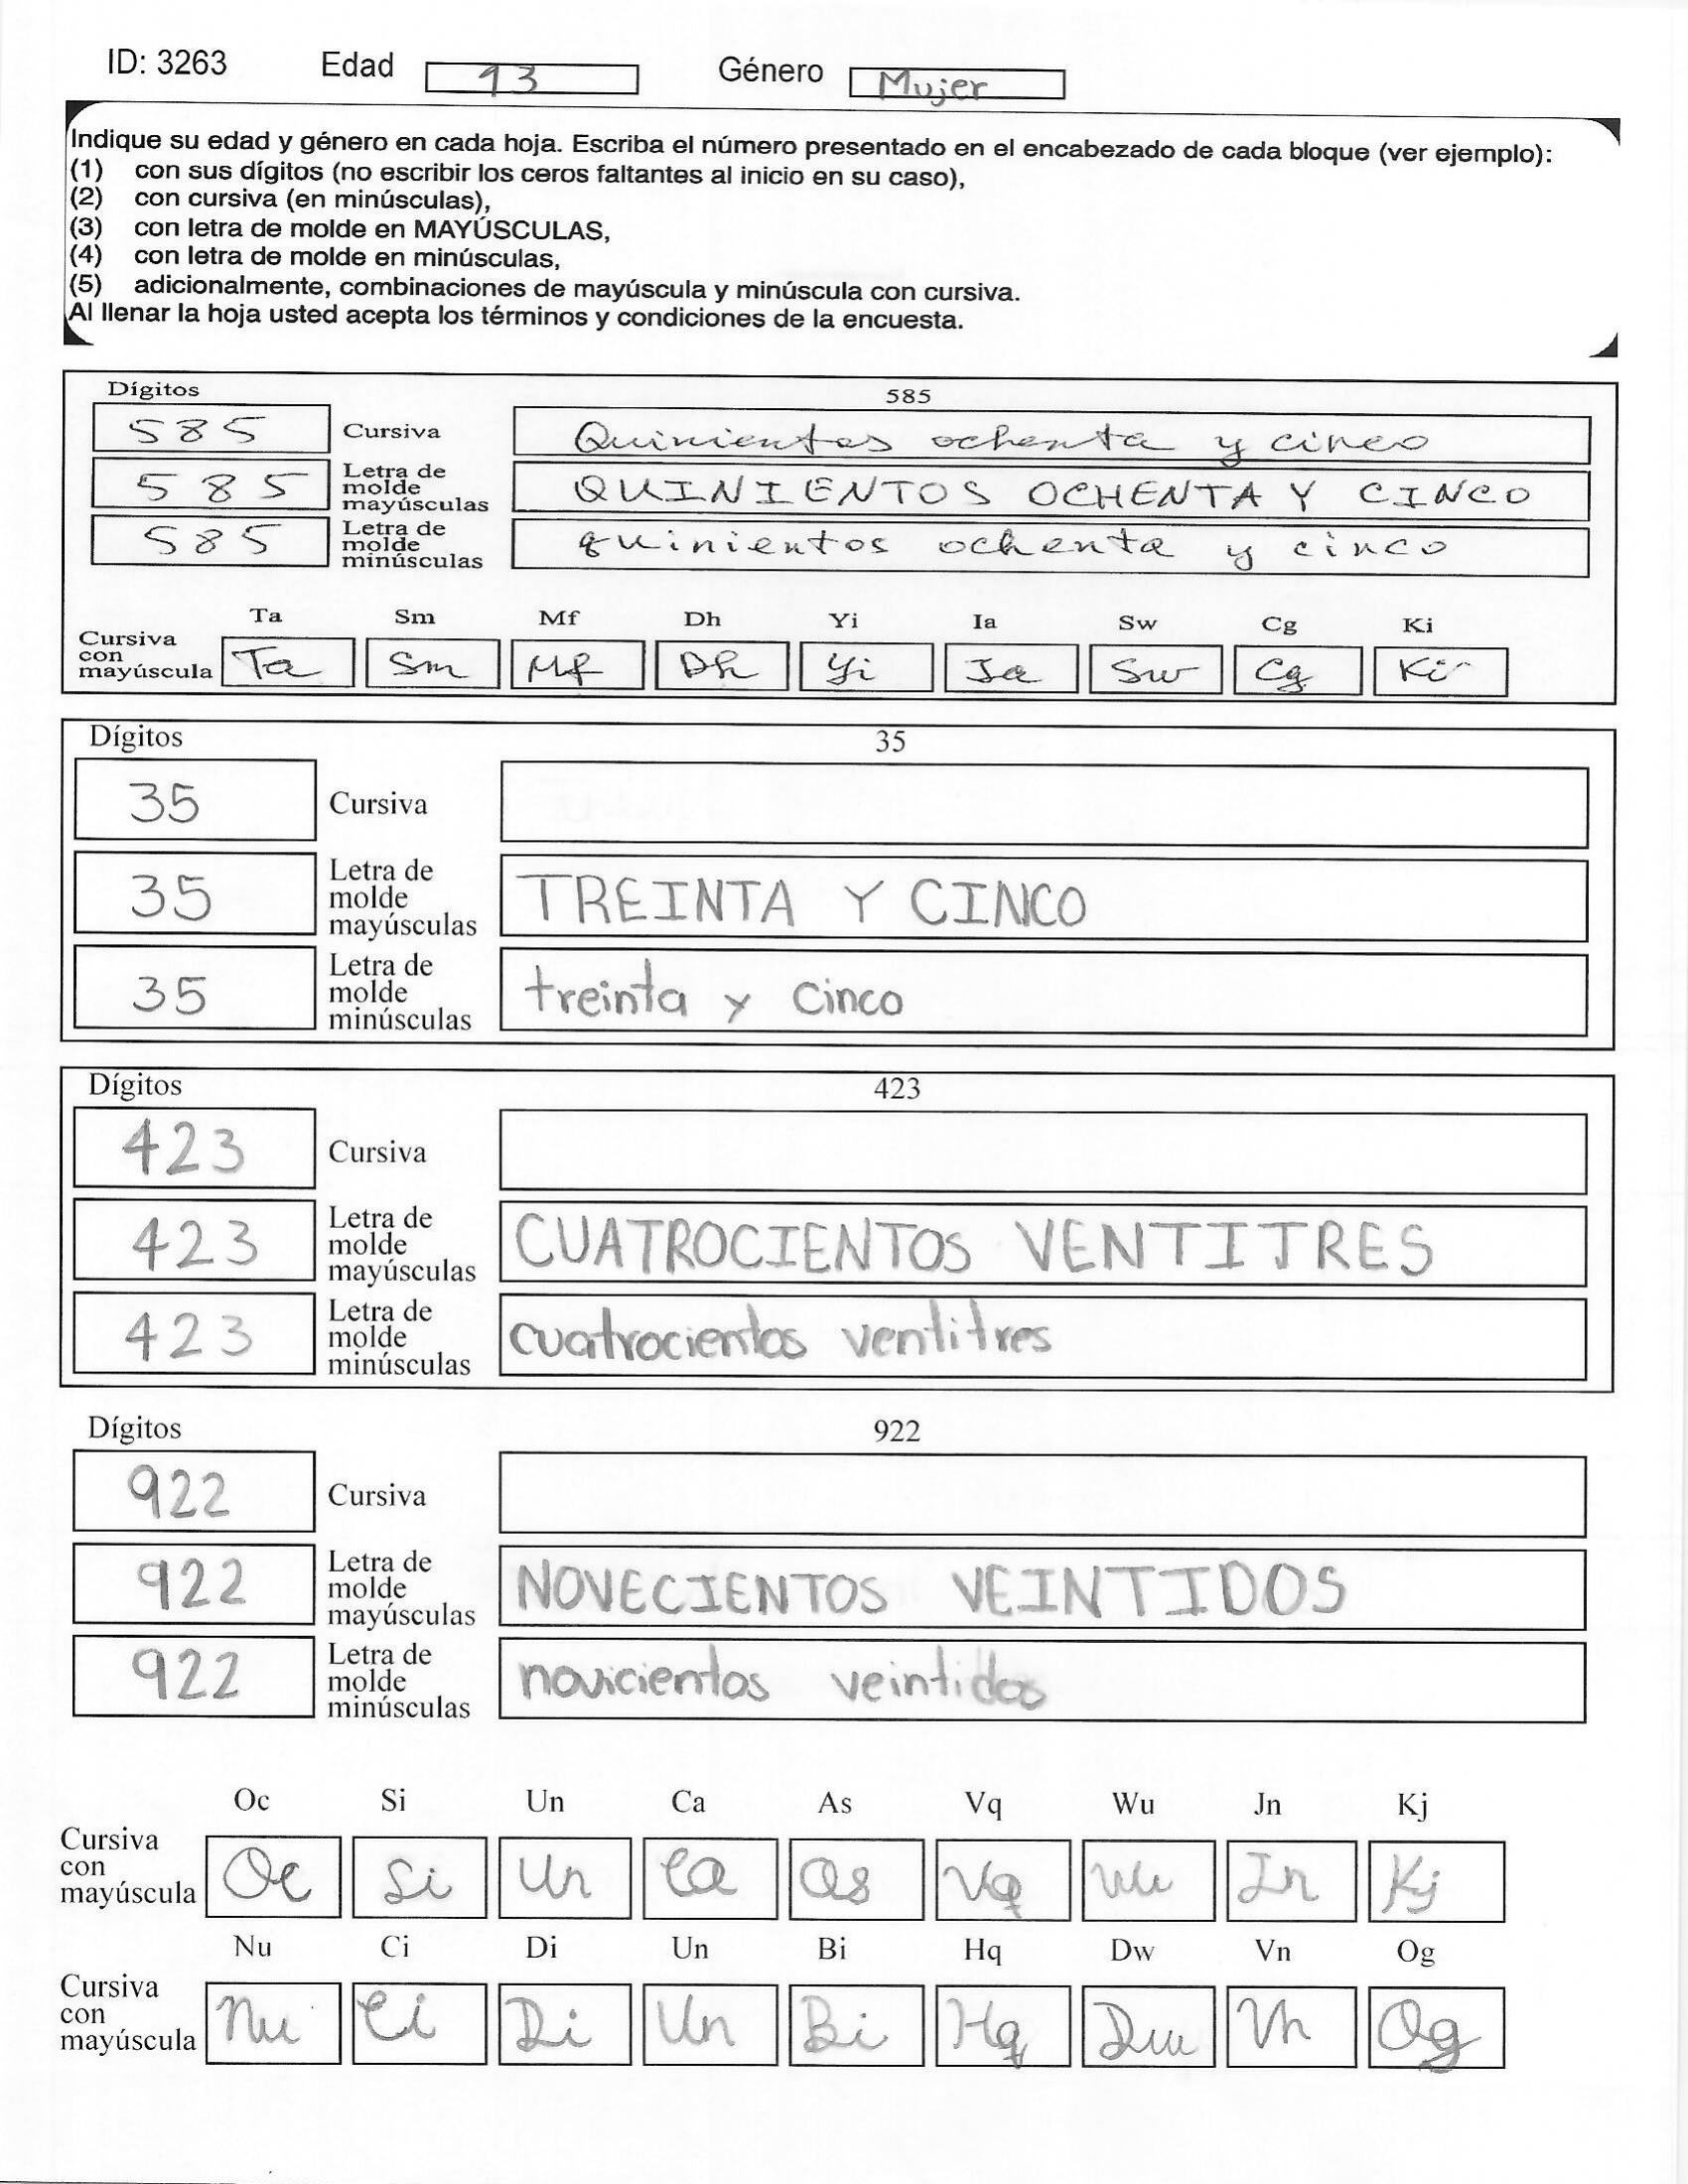 ID: 3263 Edad 13 Género Mujer
Indique su edad y género en cada hoja. Escriba el número presentado en el encabezado de cada bloque (ver ejemplo):
(1) con sus dígitos (no escribir los ceros faltantes al inicio en su caso),
(2) con cursiva (en minúsculas),
(3) con letra de molde en MAYÚSCULAS,
(4) con letra de molde en minúsculas,
(5) adicionalmente, combinaciones de mayúscula y minúscula con cursiva.
Al llenar la hoja usted acepta los términos y condiciones de la encuesta.
Dígitos 585
585 Cursiva Quinientos ochenta y cinco
585 Letra de molde mayúsculas QUINIENTOS OCHENTA Y CINCO
585 Letra de molde minúsculas quinientos ochenta y cinco
Ta Sm Mf Dh Yi Ia Sw Cg Ki
Cursiva con mayúscula Ta Sm Mf Dh Yi Ia Sw Cg Ki
Dígitos 35
35 Cursiva
35 Letra de molde mayúsculas TREINTA Y CINCO
35 Letra de molde minúsculas treinta y cinco
Dígitos 423
423 Cursiva
423 Letra de molde mayúsculas CUATROCIENTOS VENTITRES
423 Letra de molde minúsculas cuatrocientos ventitres
Dígitos 922
922 Cursiva
922 Letra de molde mayúsculas NOVECIENTOS VEINTIDOS
922 Letra de molde minúsculas novicientos veintidos
Oc Si Un Ca As Vq Wu Jn Kj
Cursiva con mayúscula Oc Si Un Ca As Vq Wu Jn Kj
Nu Ci Di Un Bi Hq Dw Vn Og
Cursiva con mayúscula Nu Ci Di Un Bi Hq Dw Vn Og